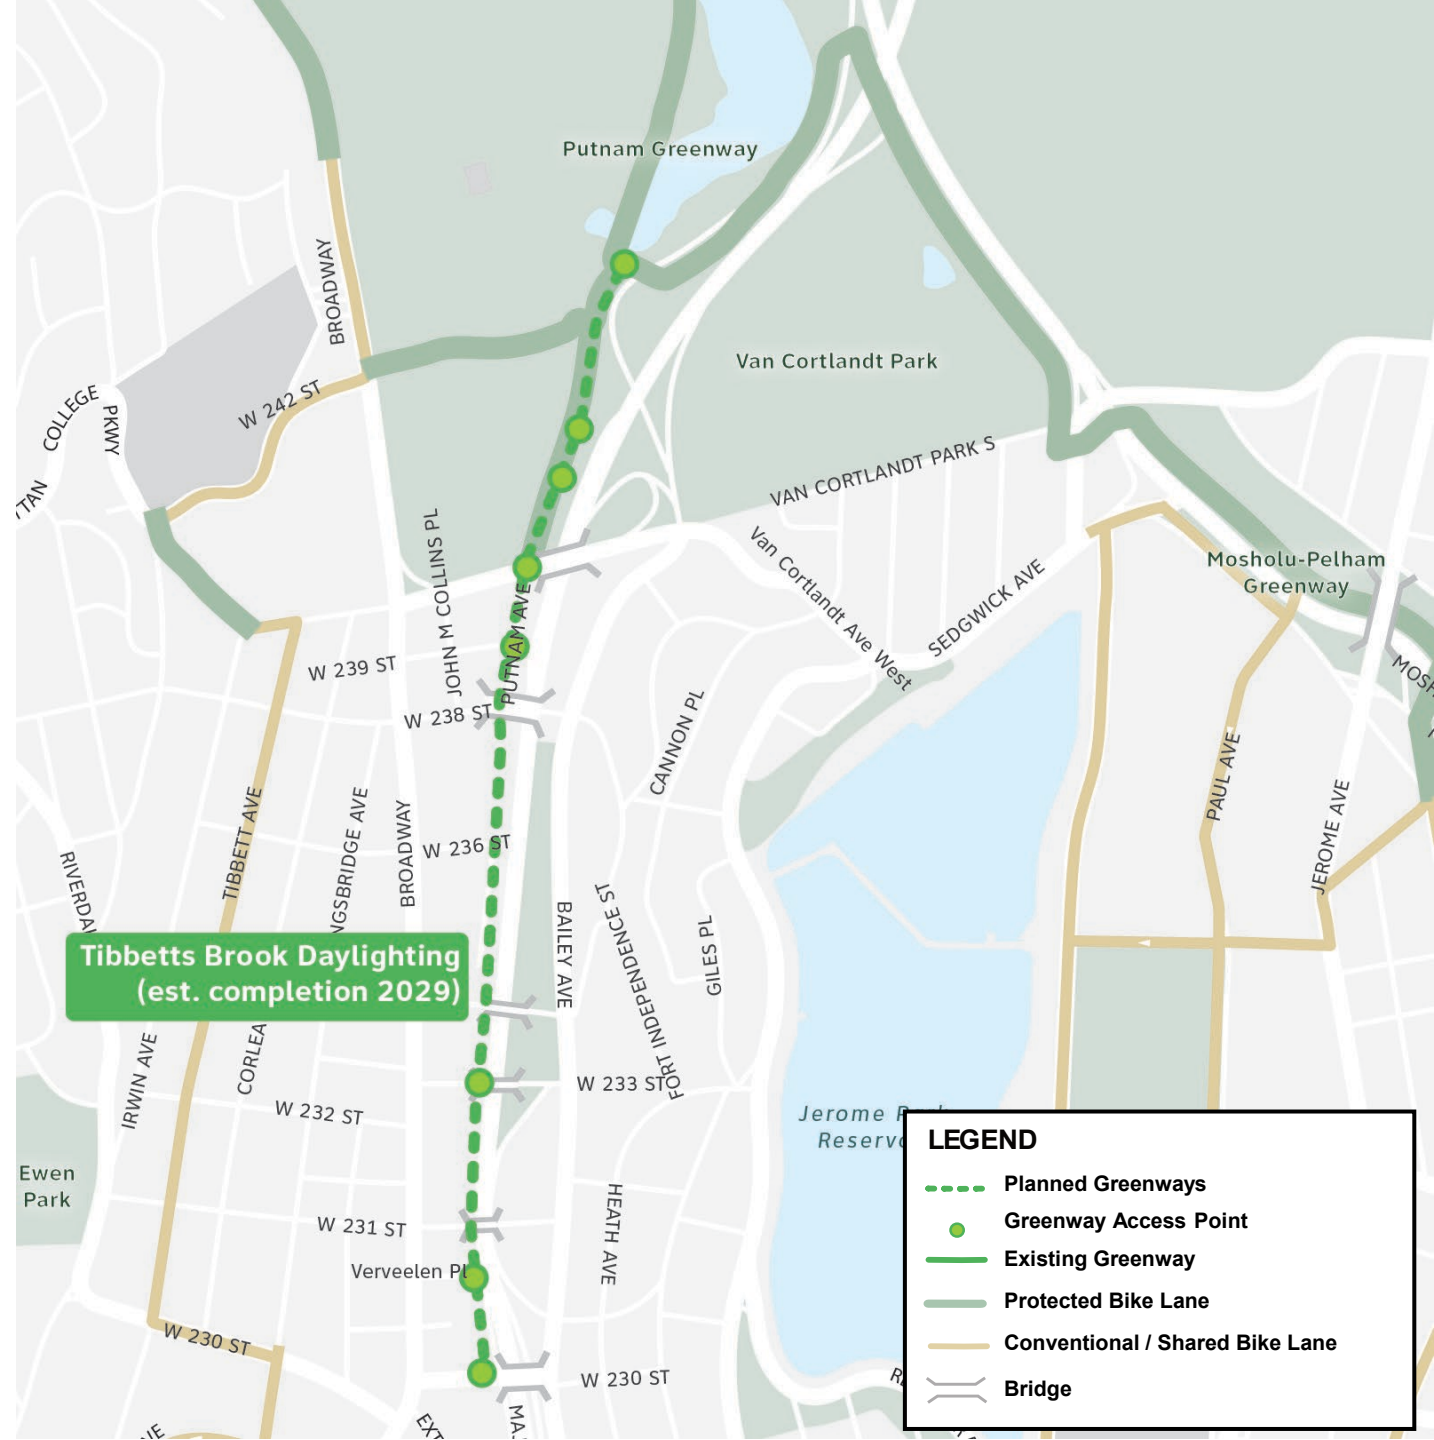 Putnam Greenway
BROADWAY
Van Cortlandt Park
W 242 ST
COLLEGE
PKWY
VAN CORTLANDT PARK S
JOHN M COLLINS PL
Van Cortlandt Ave West
SEDGWICK AVE
Mosholu-Pelham
Greenway
PUTNAM AVE
W 239 ST
W 238 ST
CANNON PL
PAUL AVE
JEROME AVE
TIBBETT AVE
BROADWAY
W 236 ST
BAILEY AVE
FORT INDEPENDENCE ST
GILES PL
Tibbetts Brook Daylighting
(est. completion 2029)
IRWIN AVE
W 233 ST
W 232 ST
Jerome
Ewen
Park
W 231 ST
HEATH AVE
Verveelen Pl
W 230 ST
W 230 ST
LEGEND
Planned Greenways
Greenway Access Point
Existing Greenway
Protected Bike Lane
Conventional / Shared Bike Lane
Bridge